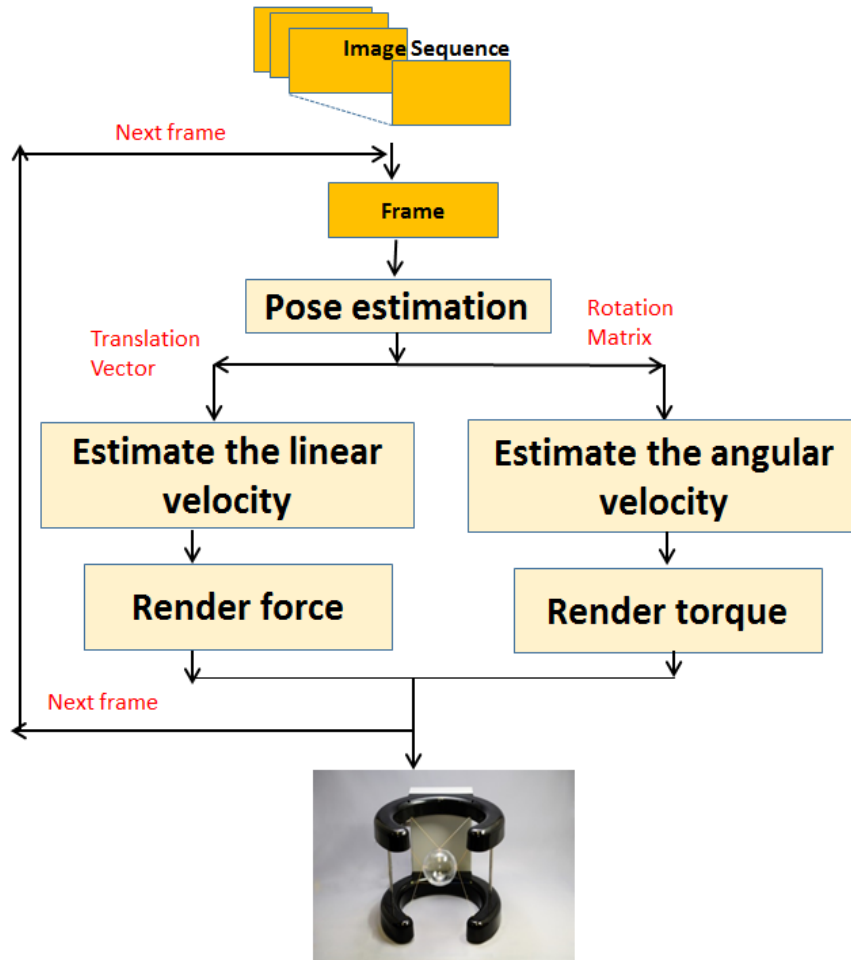 Image Sequence
Next frame
Frame
Pose estimation
Translation
Vector
Rotation
Matrix
Estimate the linear
velocity
Estimate the angular
velocity
Render force
Render torque
Next frame